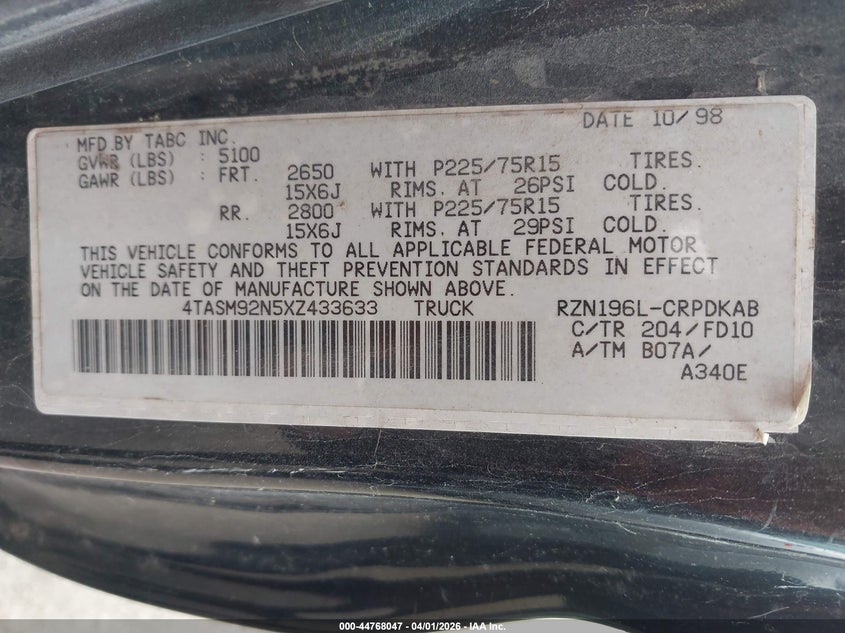 DATE 10/98
MFD.BY TABC INC.
GVWR (LBS) : 5100
GAWR (LBS) : FRT. 2650 WITH P225/75R15 TIRES.
15X6J RIMS. AT 26PSI COLD.
RR. 2800 WITH P225/75R15 TIRES.
15X6J RIMS. AT 29PSI COLD.
THIS VEHICLE CONFORMS TO ALL APPLICABLE FEDERAL MOTOR
VEHICLE SAFETY AND THEFT PREVENTION STANDARDS IN EFFECT
ON THE DATE OF MANUFACTURE SHOWN ABOVE.
4TASM92N5XZ433633 TRUCK RZN196L-CRPDKAB
C/TR 204/FD10
A/TM B07A/
A340E
000-44768047 - 04/01/2026 - IAA Inc.